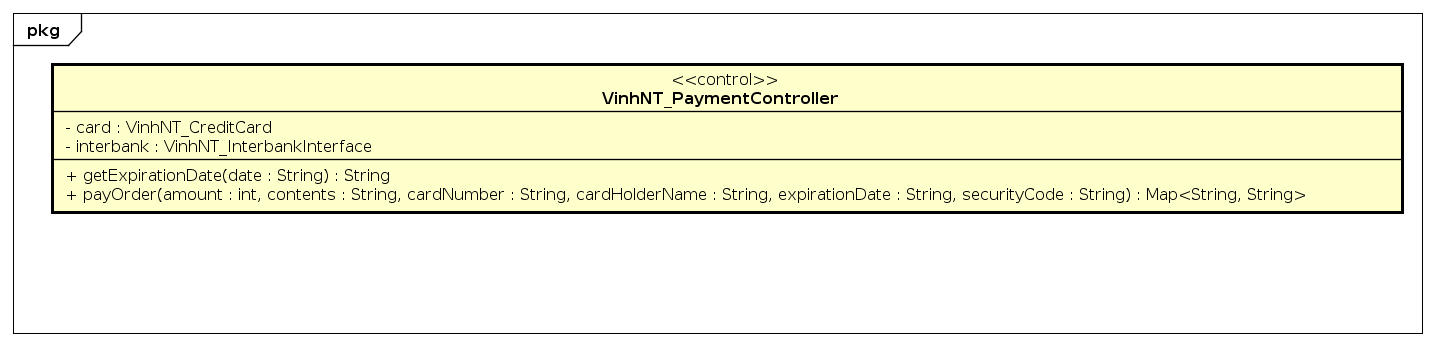 pkg
<<control>>
VinhNT_PaymentController
- card : VinhNT_CreditCard
- interbank : VinhNT_InterbankInterface
+ getExpirationDate(date : String) : String
+ payOrder(amount : int, contents : String, cardNumber : String, cardHolderName : String, expirationDate : String, securityCode : String) : Map<String, String>